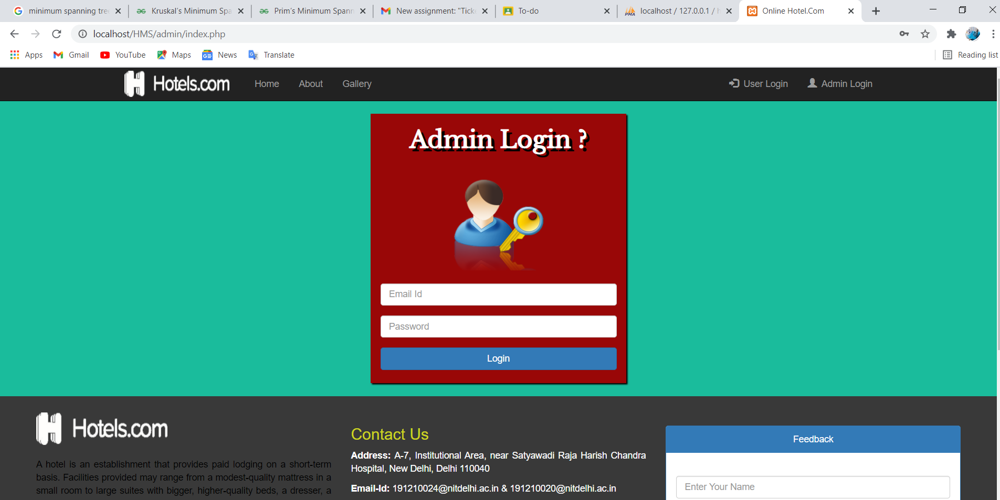 minimum spanning tre
Kruskal's Minimum Spa
Prim's Minimum Spann
New assignment: "Tick
To-do
localhost / 127.0.0.1 / h
Online Hotel.Com
localhost/HMS/admin/index.php
Apps
Gmail
YouTube
Maps
News
Translate
Reading list
Hotels.com
Home
About
Gallery
User Login
Admin Login
Admin Login ?
Email Id
Password
Login
Hotels.com
A hotel is an establishment that provides paid lodging on a short-term
basis. Facilities provided may range from a modest-quality mattress in a
small room to large suites with bigger, higher-quality beds, a dresser, a
Contact Us
Address: A-7, Institutional Area, near Satyawadi Raja Harish Chandra
Hospital, New Delhi, Delhi 110040
Email-Id: 191210024@nitdelhi.ac.in & 191210020@nitdelhi.ac.in
Feedback
Enter Your Name